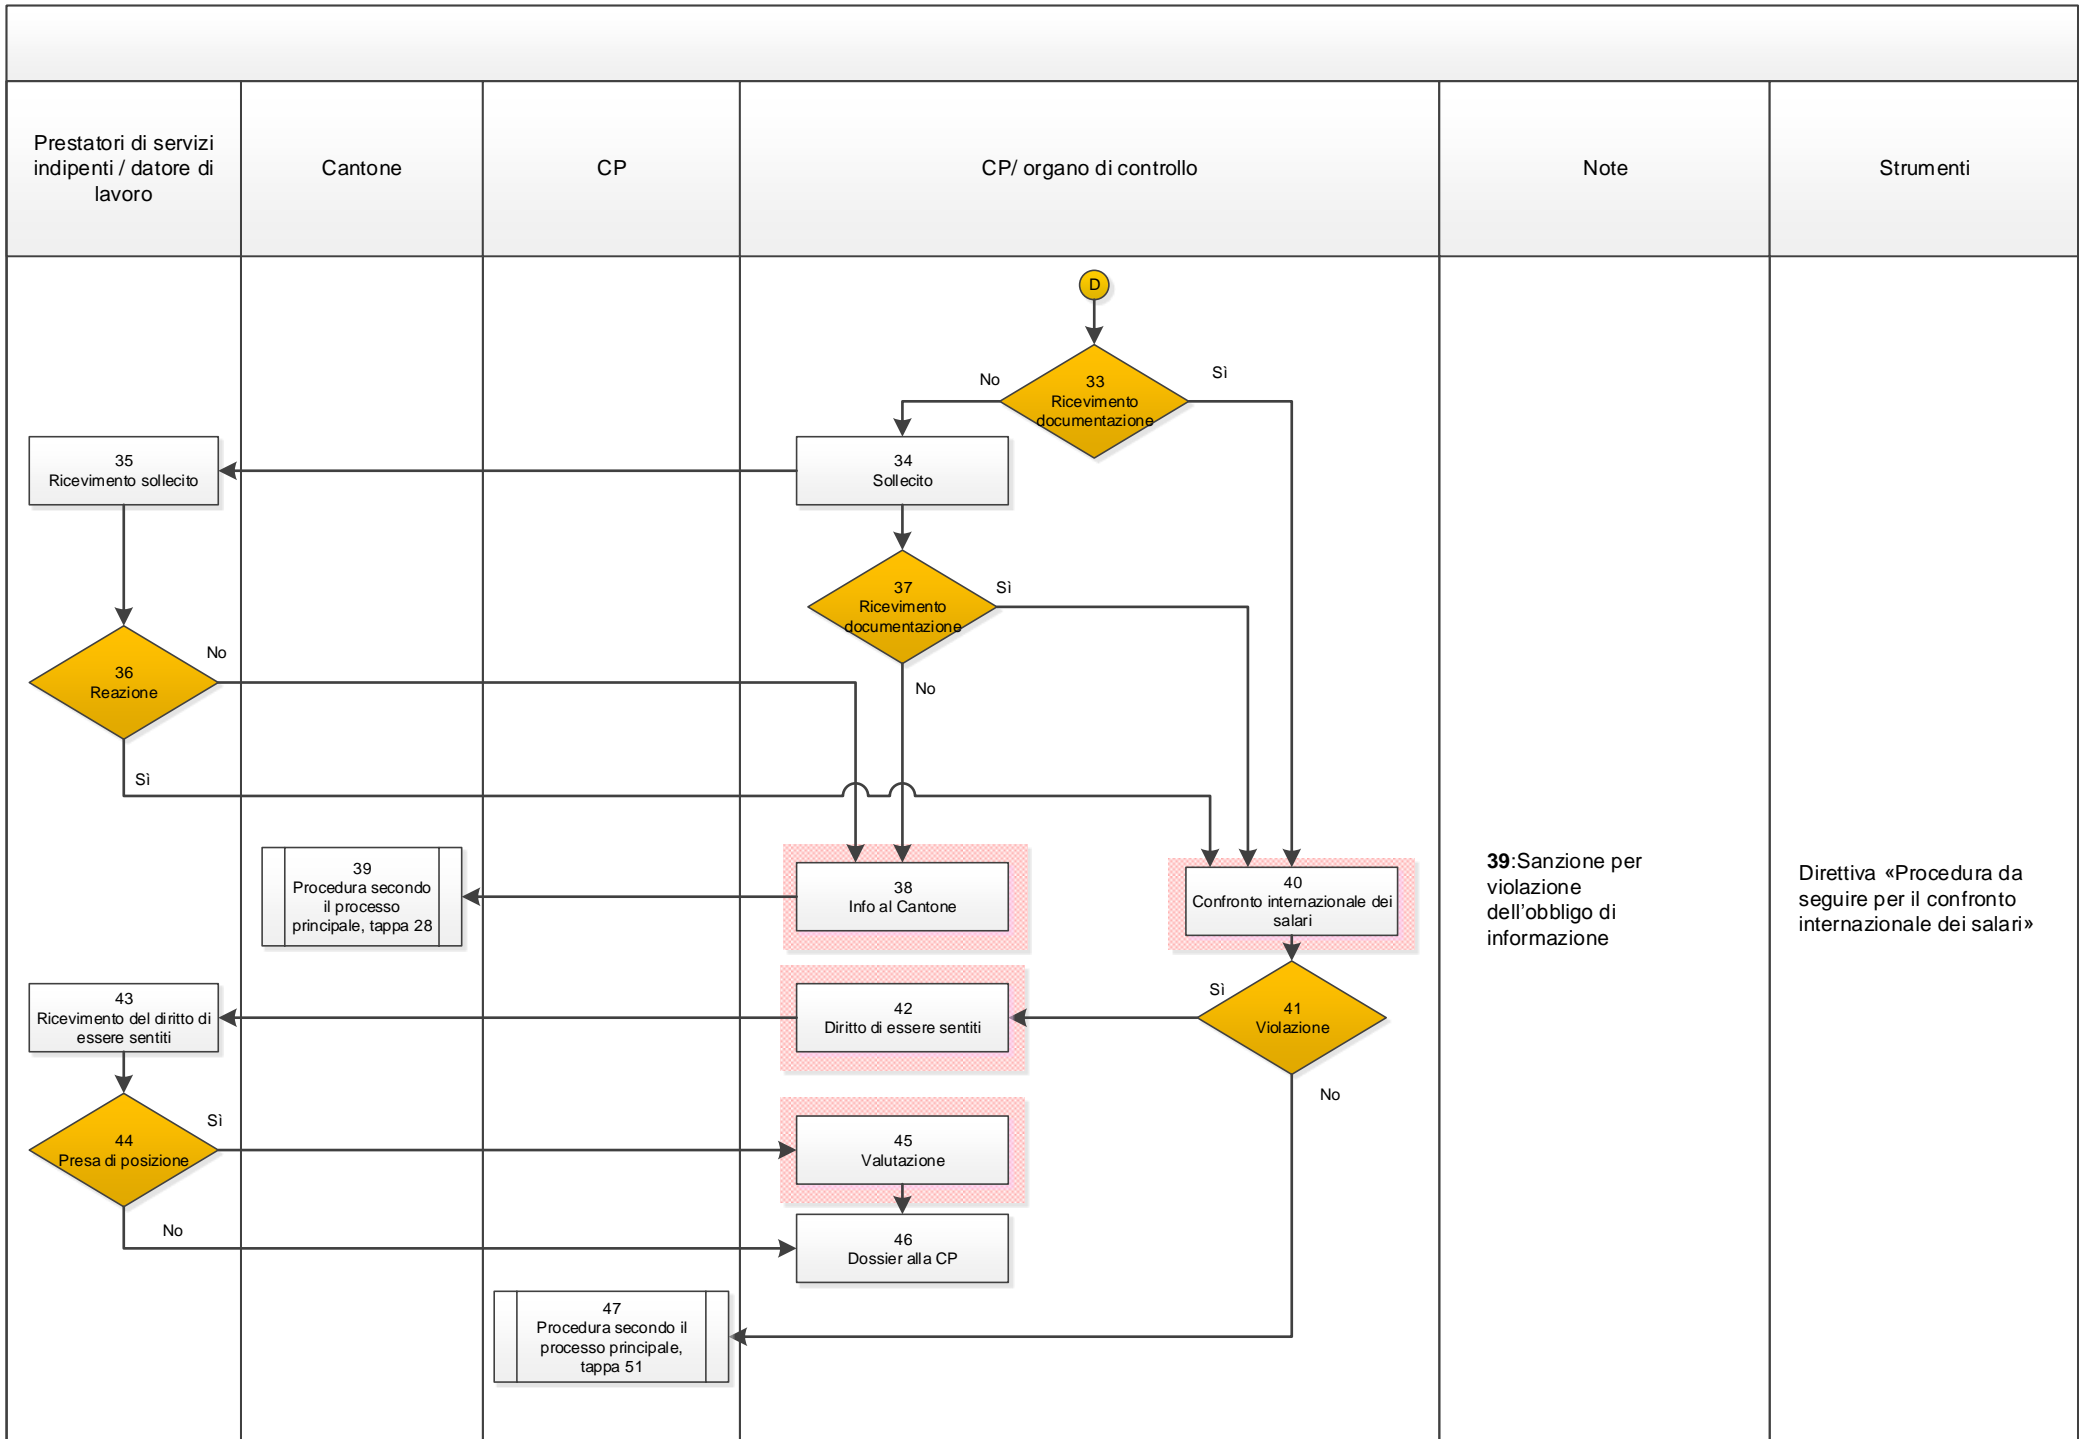 Prestatori di servizi
indipenti / datore di
lavoro
Cantone
CP
CP/ organo di controllo
Note
Strumenti
D
33
Ricevimento
documentazione
No
Sì
35
Ricevimento sollecito
34
Sollecito
37
Ricevimento
documentazione
Sì
No
36
Reazione
No
Sì
39
Procedura secondo
il processo
principale, tappa 28
38
Info al Cantone
40
Confronto internazionale dei
salari
39:Sanzione per
violazione
dell'obbligo di
informazione
Direttiva «Procedura da
seguire per il confronto
internazionale dei salari»
43
Ricevimento del diritto di
essere sentiti
42
Diritto di essere sentiti
Sì
41
Violazione
No
44
Presa di posizione
Sì
No
45
Valutazione
46
Dossier alla CP
47
Procedura secondo il
processo principale,
tappa 51